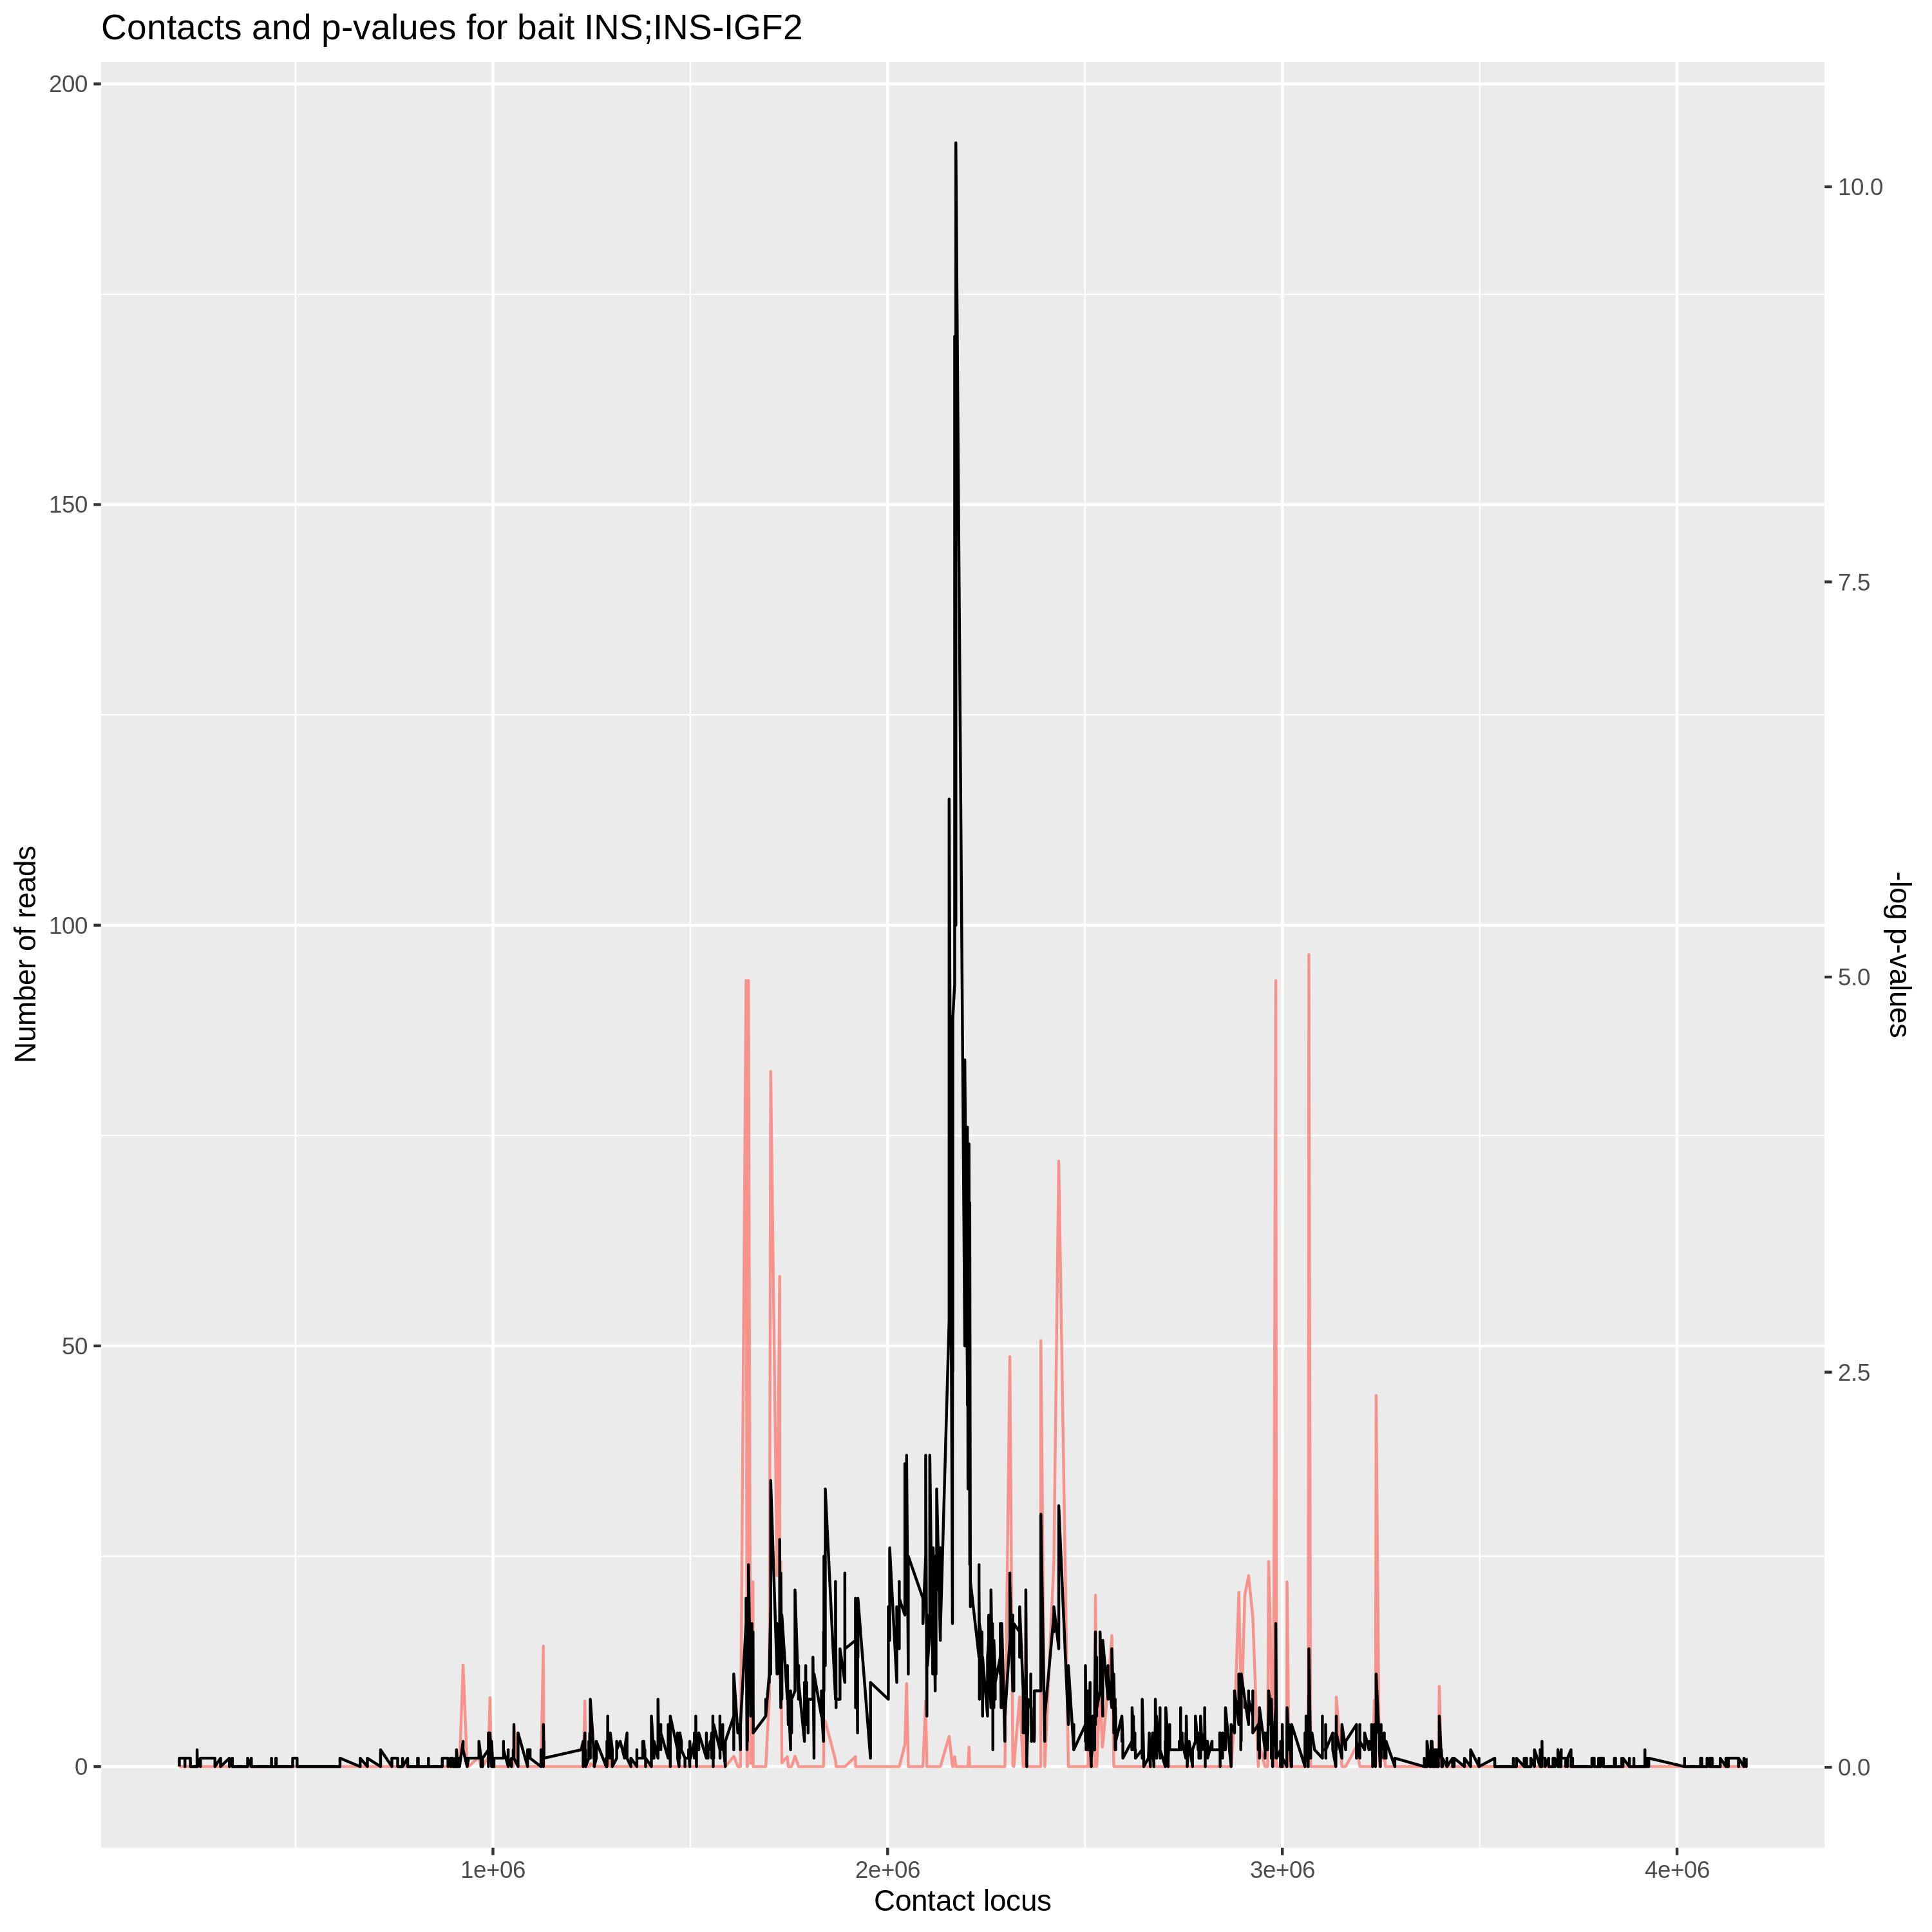 Contacts and p-values for bait INS;INS-IGF2
200
150
100
50
0
Number of reads
10.0
7.5
5.0
2.5
0.0
-log p-values
1e+06
2e+06
3e+06
4e+06
Contact locus